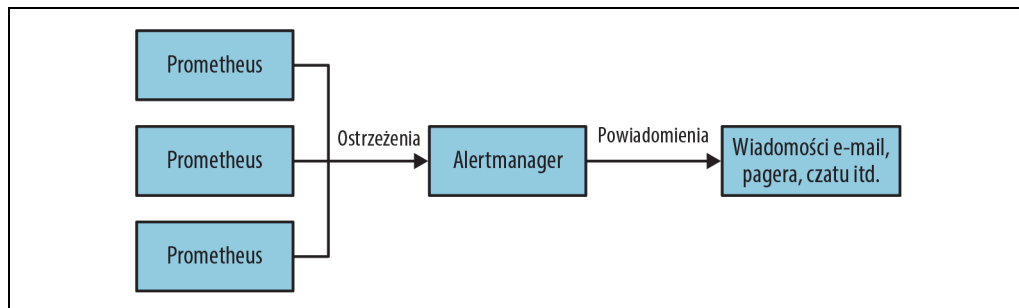 Prometheus
Prometheus
Prometheus
Ostrzeżenia
Alertmanager
Powiadomienia
Wiadomości e-mail,
pagera, czatu itd.